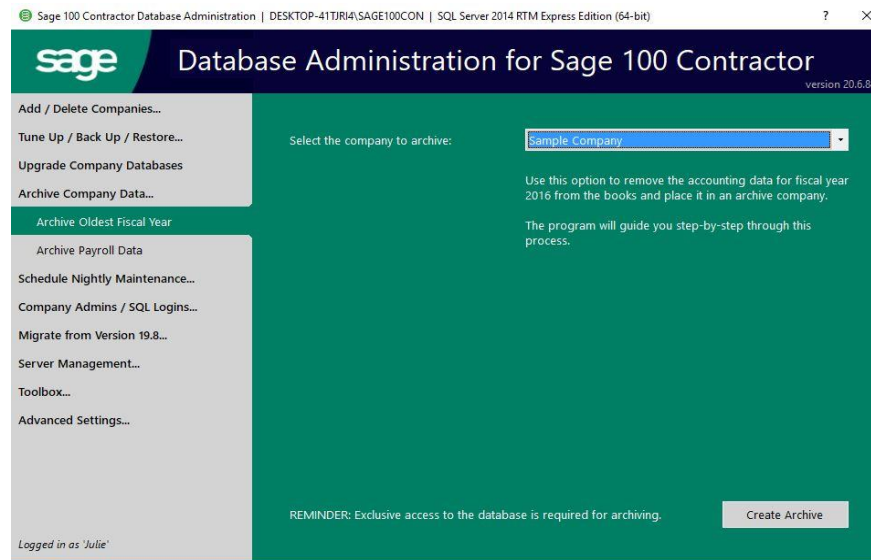 Sage 100 Contractor Database Administration | DESKTOP-41TJRI4\SAGE100CON | SQL Server 2014 RTM Express Edition (64-bit)
sage
Database Administration for Sage 100 Contractor
version 20.6.8
Add / Delete Companies...
Tune Up / Back Up / Restore...
Upgrade Company Databases
Archive Company Data...
Archive Oldest Fiscal Year
Archive Payroll Data
Schedule Nightly Maintenance...
Company Admins / SQL Logins...
Migrate from Version 19.8...
Server Management...
Toolbox...
Advanced Settings...
Logged in as 'Julie'
Select the company to archive:
Sample Company
Use this option to remove the accounting data for fiscal year
2016 from the books and place it in an archive company.
The program will guide you step-by-step through this
process.
REMINDER: Exclusive access to the database is required for archiving.
Create Archive